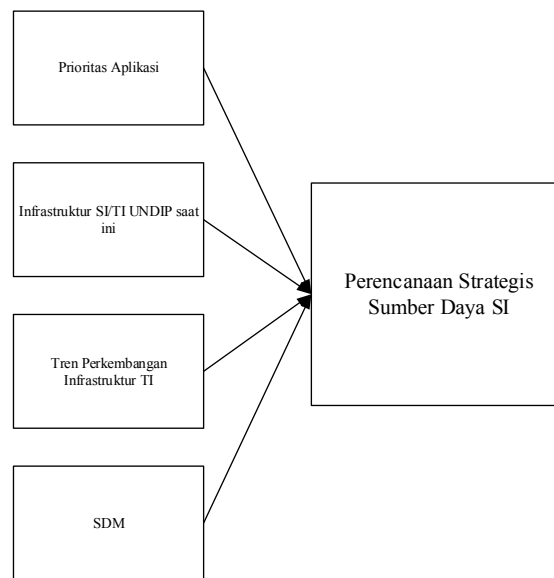 Prioritas Aplikasi
Infrastruktur SI/TI UNDIP saat
ini
Tren Perkembangan
Infrastruktur TI
SDM
Perencanaan Strategis
Sumber Daya SI